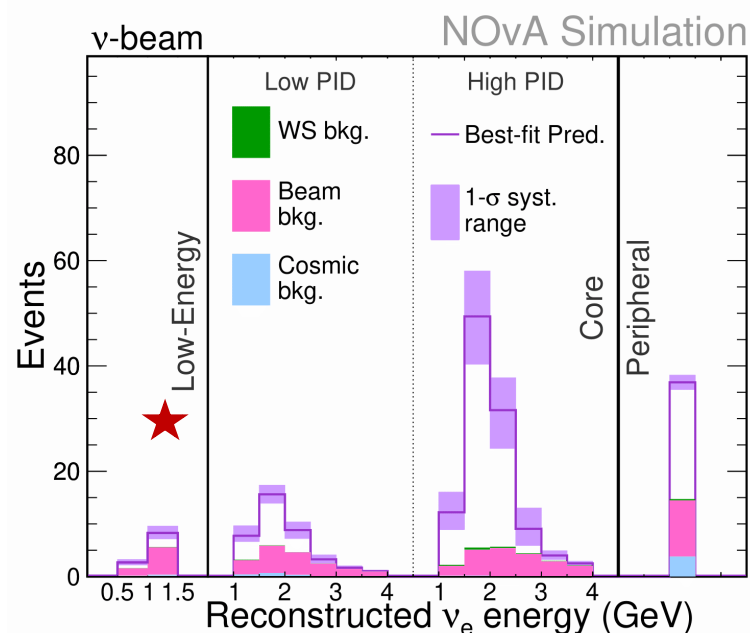 ν-beam
NOvA Simulation
Low PID
High PID
WS bkg.
Beam
bkg.
Cosmic
bkg.
Best-fit Pred.
1-σ syst.
range
Low-Energy
Core
Peripheral
Events
80
60
40
20
0
0.5 1 1.5
1 2 3 4
1 2 3 4
Reconstructed νe energy (GeV)